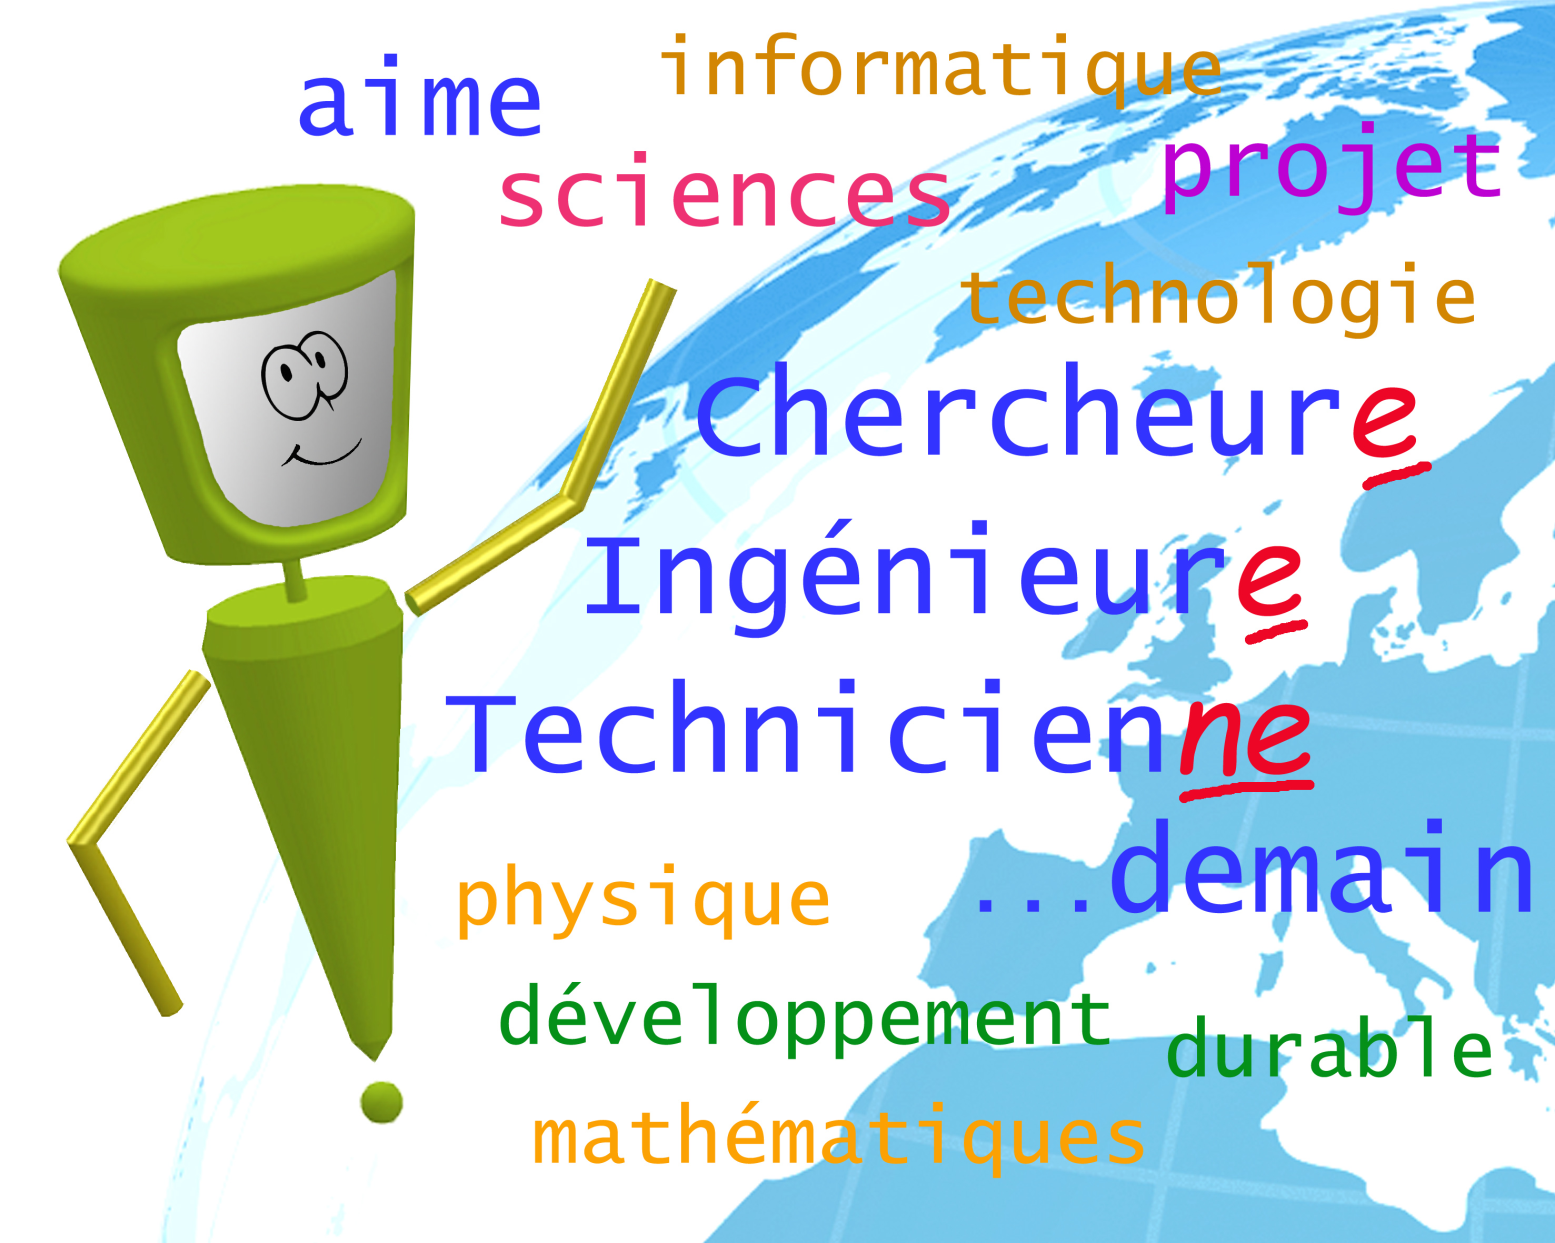 aime
informatique
sciences
projet
technologie
Chercheure
Ingénieure
Technicienne
...demain
physique
développement
durable
mathématiques